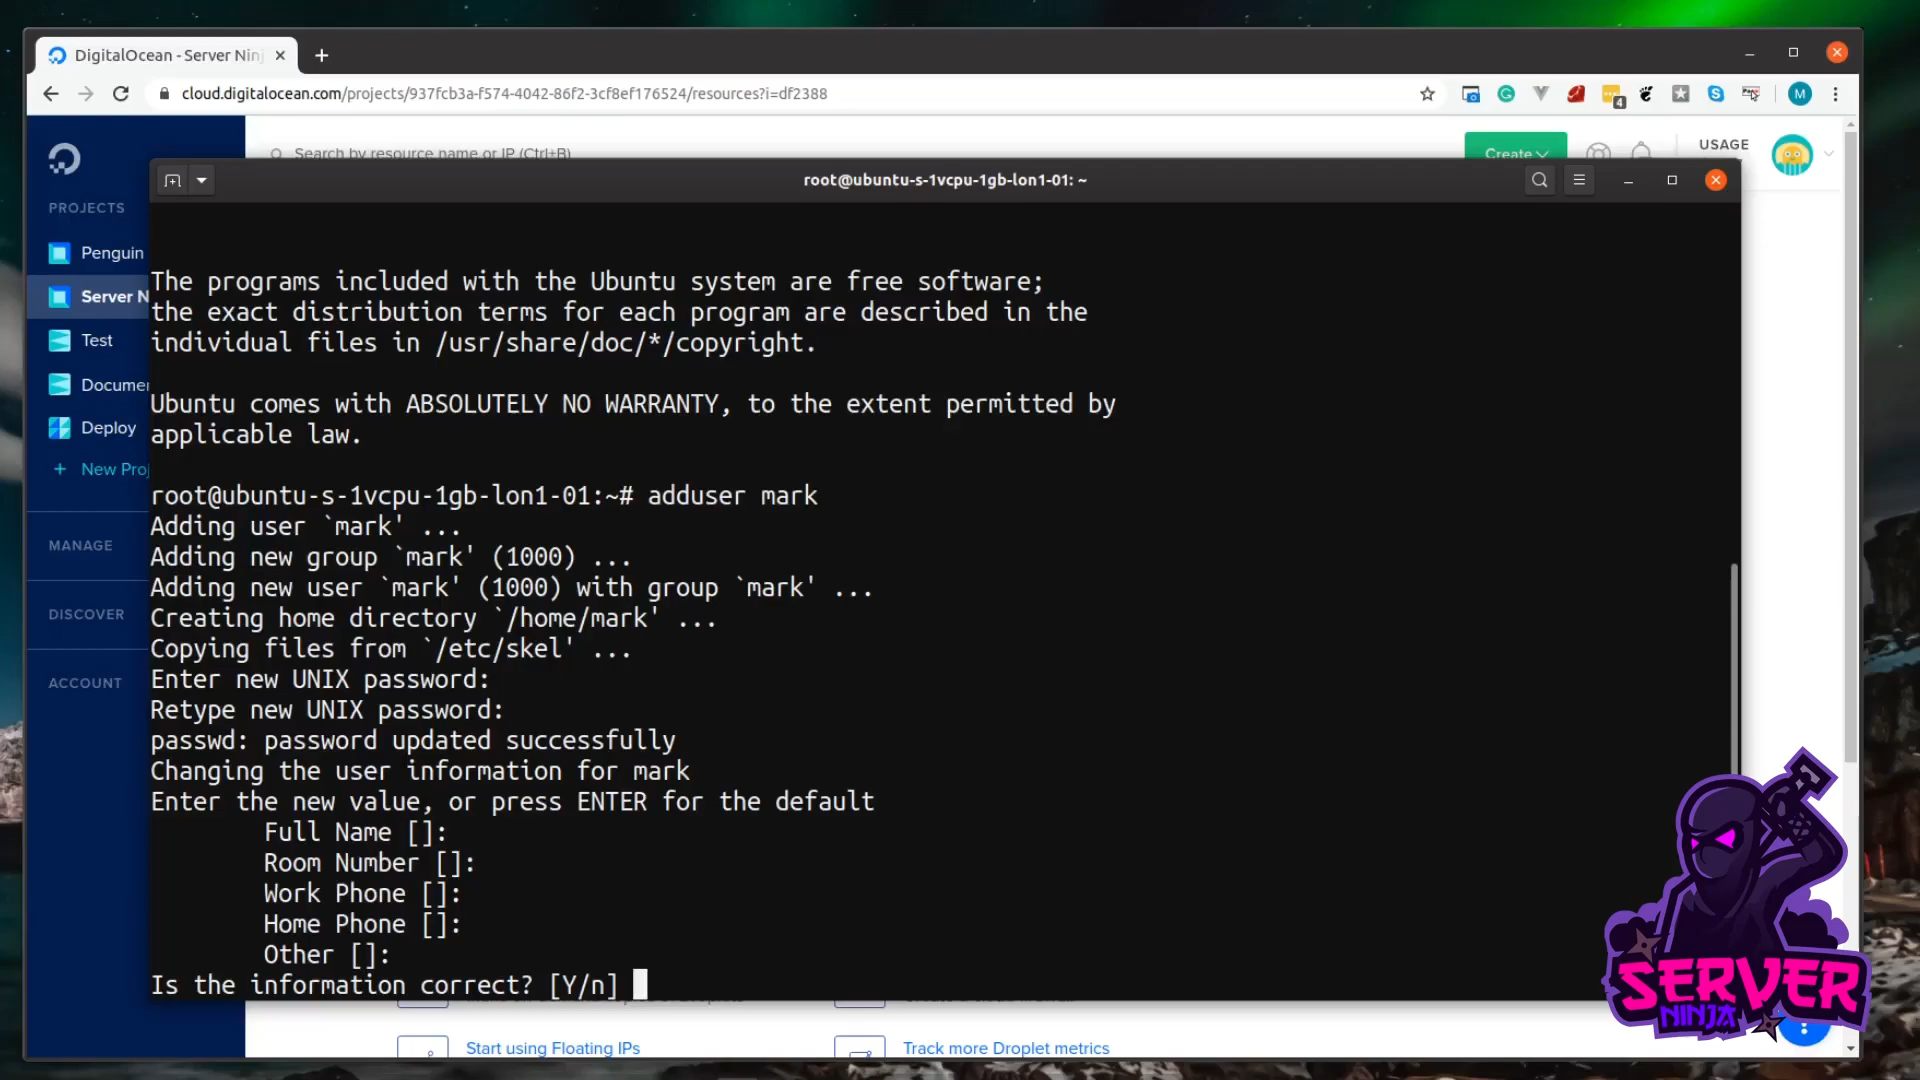 DigitalOcean - Server Ninj
cloud.digitalocean.com/projects/937fcb3a-f574-4042-86f2-3cf8ef176524/resources?i=df2388
4
M
Search by resource name or IP (Ctrl+B)
Create
USAGE
root@ubuntu-s-1vcpu-1gb-lon1-01: ~
PROJECTS
Penguin
Server N
Test
Docume
Deploy
+ New Proj
MANAGE
DISCOVER
ACCOUNT
The programs included with the Ubuntu system are free software;
the exact distribution terms for each program are described in the
individual files in /usr/share/doc/*/copyright.
Ubuntu comes with ABSOLUTELY NO WARRANTY, to the extent permitted by
applicable law.
root@ubuntu-s-1vcpu-1gb-lon1-01:~# adduser mark
Adding user `mark' ...
Adding new group `mark' (1000) ...
Adding new user `mark' (1000) with group `mark' ...
Creating home directory `/home/mark' ...
Copying files from `/etc/skel' ...
Enter new UNIX password:
Retype new UNIX password:
passwd: password updated successfully
Changing the user information for mark
Enter the new value, or press ENTER for the default
Full Name []:
Room Number []:
Work Phone []:
Home Phone []:
Other []:
Is the information correct? [Y/n]
Start using Floating IPs
Track more Droplet metrics
SERVER
NINJA